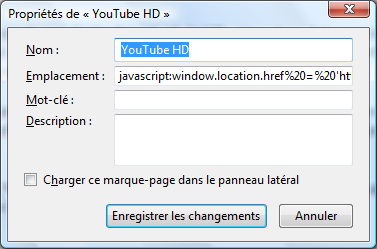 Propriétés de « YouTube HD »
Nom : YouTube HD
Emplacement : javascript:window.location.href%20=%20'ht
Mot-clé :
Description :
Charger ce marque-page dans le panneau latéral
Enregistrer les changements Annuler